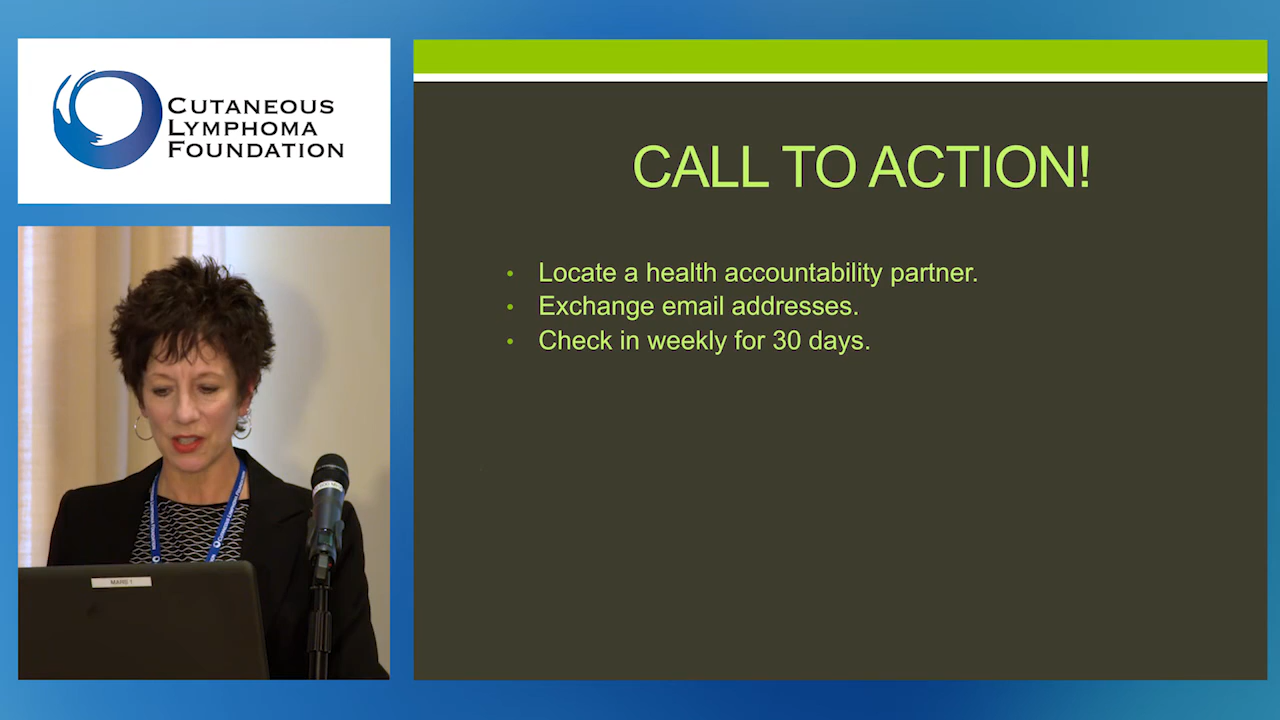 CUTANEOUS
LYMPHOMA
FOUNDATION
CALL TO ACTION!
• Locate a health accountability partner.
• Exchange email addresses.
• Check in weekly for 30 days.